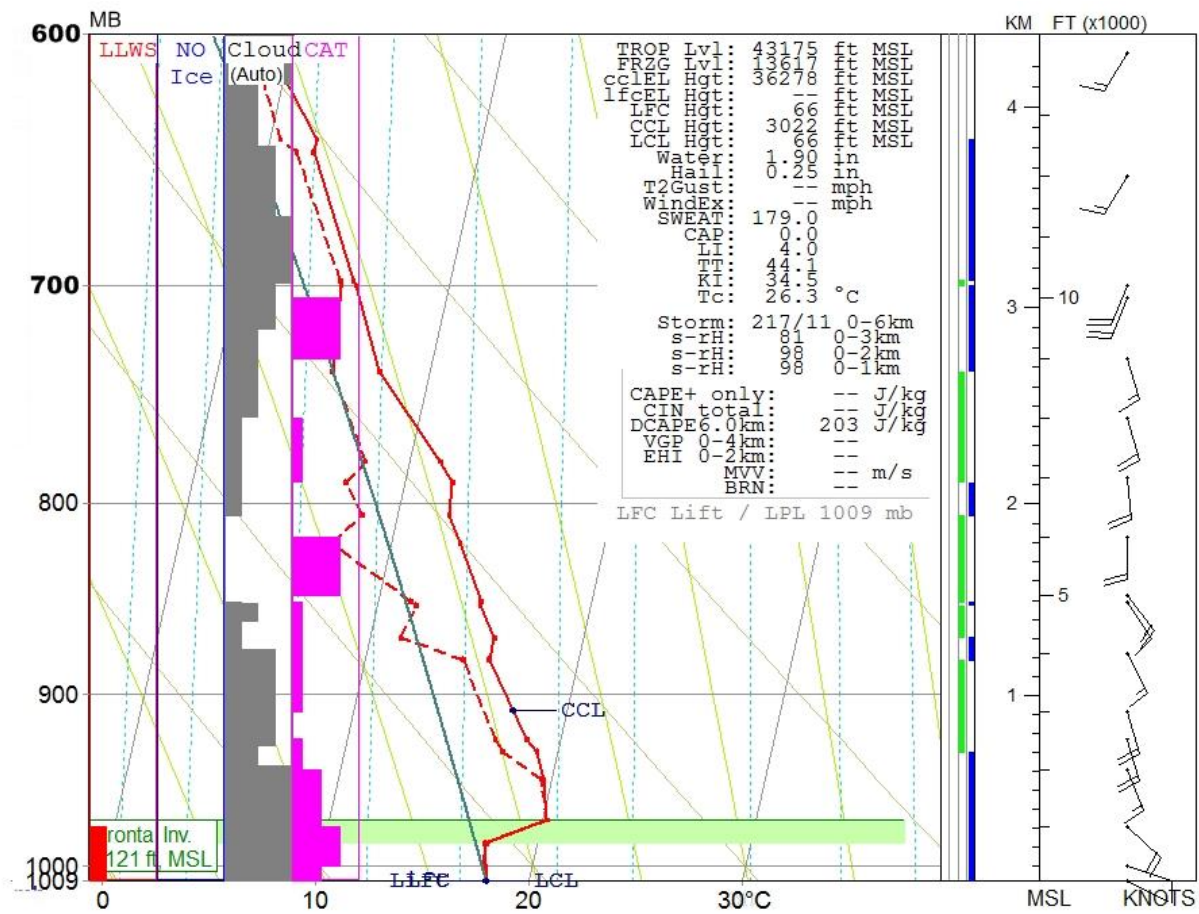 MB
KM FT (x1000)
600
LLWS NO Cloud CAT
Ice (Auto)
TROP Lvl: 43175 ft MSL
FRZG Lvl: 13617 ft MSL
cclEL Hgt: 36278 ft MSL
lfcEL Hgt: -- ft MSL
LFC Hgt: 66 ft MSL
CCL Hgt: 3022 ft MSL
LCL Hgt: 66 ft MSL
Water: 1.90 in
Hail: 0.25 in
T2Gust: -- mph
WindEx: -- mph
SWEAT: 179.0
CAP: 0.0
LI: 4.0
TT: 44.1
KI: 34.5
Tc: 26.3 °C
Storm: 217/11 0-6km
s-rH: 81 0-3km
s-rH: 98 0-2km
s-rH: 98 0-1km
CAPE+ only: -- J/kg
CIN total: -- J/kg
DCAPE6.0km: 203 J/kg
VGP 0-4km: --
EHI 0-2km: --
MVV: -- m/s
BRN: --
LFC Lift / LPL 1009 mb
4
700
3 10
800
2
5
900
1
CCL
ronta Inv.
121 ft MSL
1000
1009
LFC LCL
0 10 20 30°C
MSL KNOTS